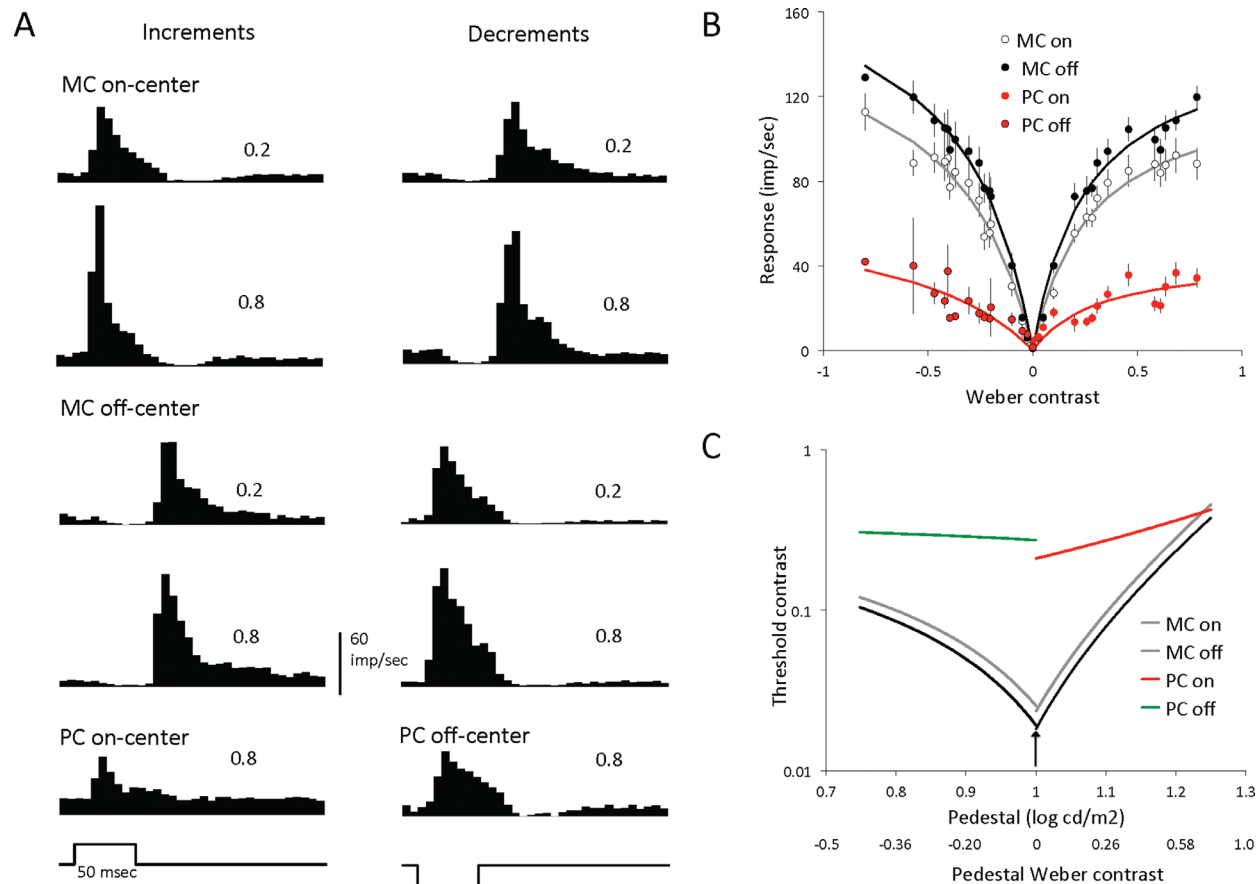 A
Increments
Decrements
MC on-center
0.2
0.2
0.8
0.8
MC off-center
0.2
0.2
0.8
0.8
60
imp/sec
PC on-center
0.8
PC off-center
0.8
50 msec
B
160
120
80
40
0
Response (imp/sec)
MC on
MC off
PC on
PC off
-1
-0.5
0
0.5
1
Weber contrast
C
1
0.1
0.01
Threshold contrast
MC on
MC off
PC on
PC off
0.7
0.8
0.9
1
1.1
1.2
1.3
Pedestal (log cd/m2)
-0.5
-0.36
-0.20
0
0.26
0.58
1.0
Pedestal Weber contrast